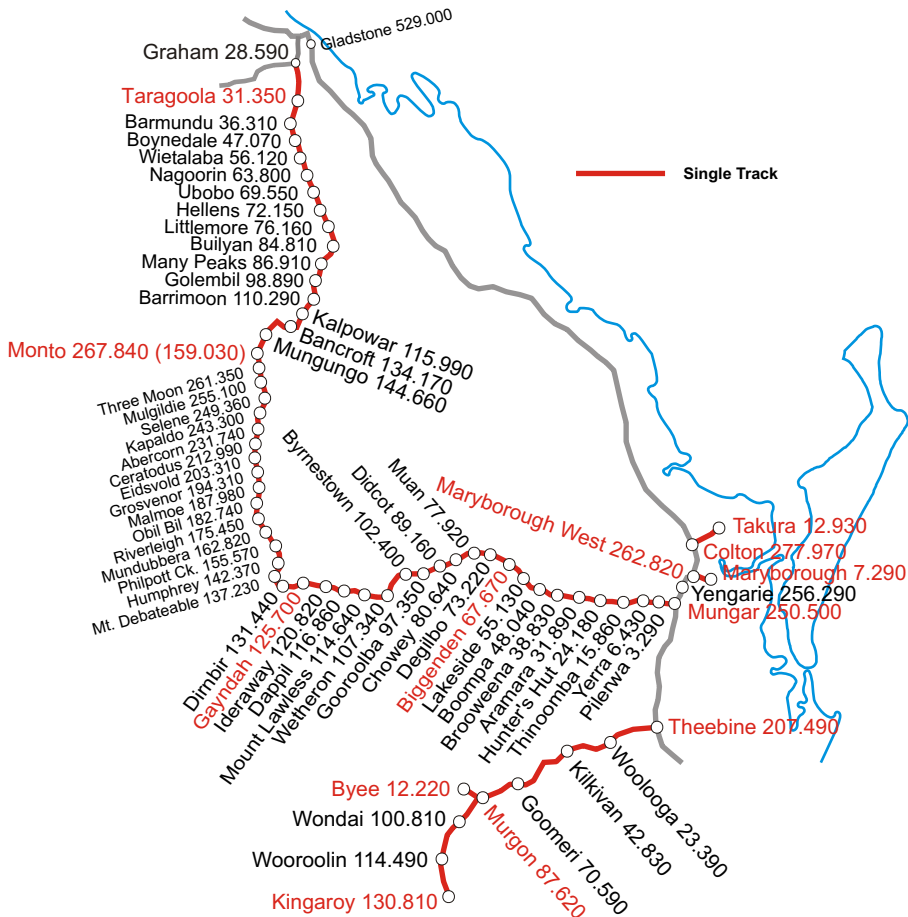 Gladstone 529.000
Graham 28.590
Taragoola 31.350
Barmundu 36.310
Boynedale 47.070
Wietalaba 56.120
Nagoorin 63.800
Ubobo 69.550
Hellens 72.150
Littlemore 76.160
Builyan 84.810
Many Peaks 86.910
Golembil 98.890
Barrimoon 110.290
Kalpowar 115.990
Bancroft 134.170
Mungungo 144.660
Single Track
Monto 267.840 (159.030)
Three Moon 261.350
Mulgildie 255.100
Selene 249.360
Kapaldo 243.300
Abercorn 231.740
Ceratodus 212.990
Eidsvold 203.310
Grosvenor 194.310
Malmoe 187.980
Obil Bil 182.740
Riverleigh 175.450
Mundubbera 162.820
Philpott Ck. 155.570
Humphrey 142.370
Mt. Debateable 137.230
Dirnbir 131.440
Gayndah 125.700
Ideraway 120.820
Dappil 116.860
Mount Lawless 114.640
Wetheron 107.340
Byrnestown 102.400
Gooroolba 97.350
Didcot 89.160
Chowey 80.640
Muan 77.920
Degilbo 73.220
Biggenden 67.670
Lakeside 55.130
Boompa 48.040
Brooweena 38.830
Aramara 31.890
Hunter's Hut 24.180
Thinoomba 15.860
Yerra 6.430
Pilerwa 3.290
Maryborough West 262.820
Takura 12.930
Colton 277.970
Maryborough 7.290
Yengarie 256.290
Mungar 250.500
Theebine 207.490
Woolooga 23.390
Kilkivan 42.830
Goomeri 70.590
Murgon 87.620
Byee 12.220
Wondai 100.810
Wooroolin 114.490
Kingaroy 130.810